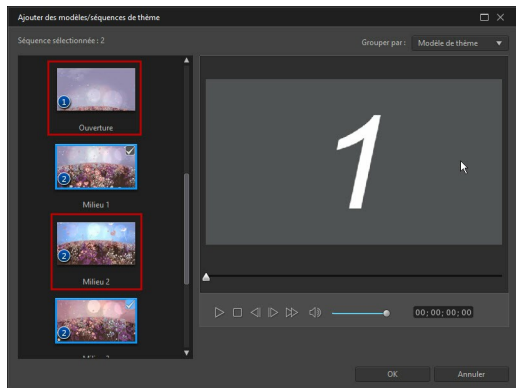 Ajouter des modèles/séquences de thème
Séquence sélectionnée : 2
Grouper par : Modèle de thème
1
Ouverture
2
Milieu 1
2
Milieu 2
2
1
00; 00; 00; 00
OK
Annuler